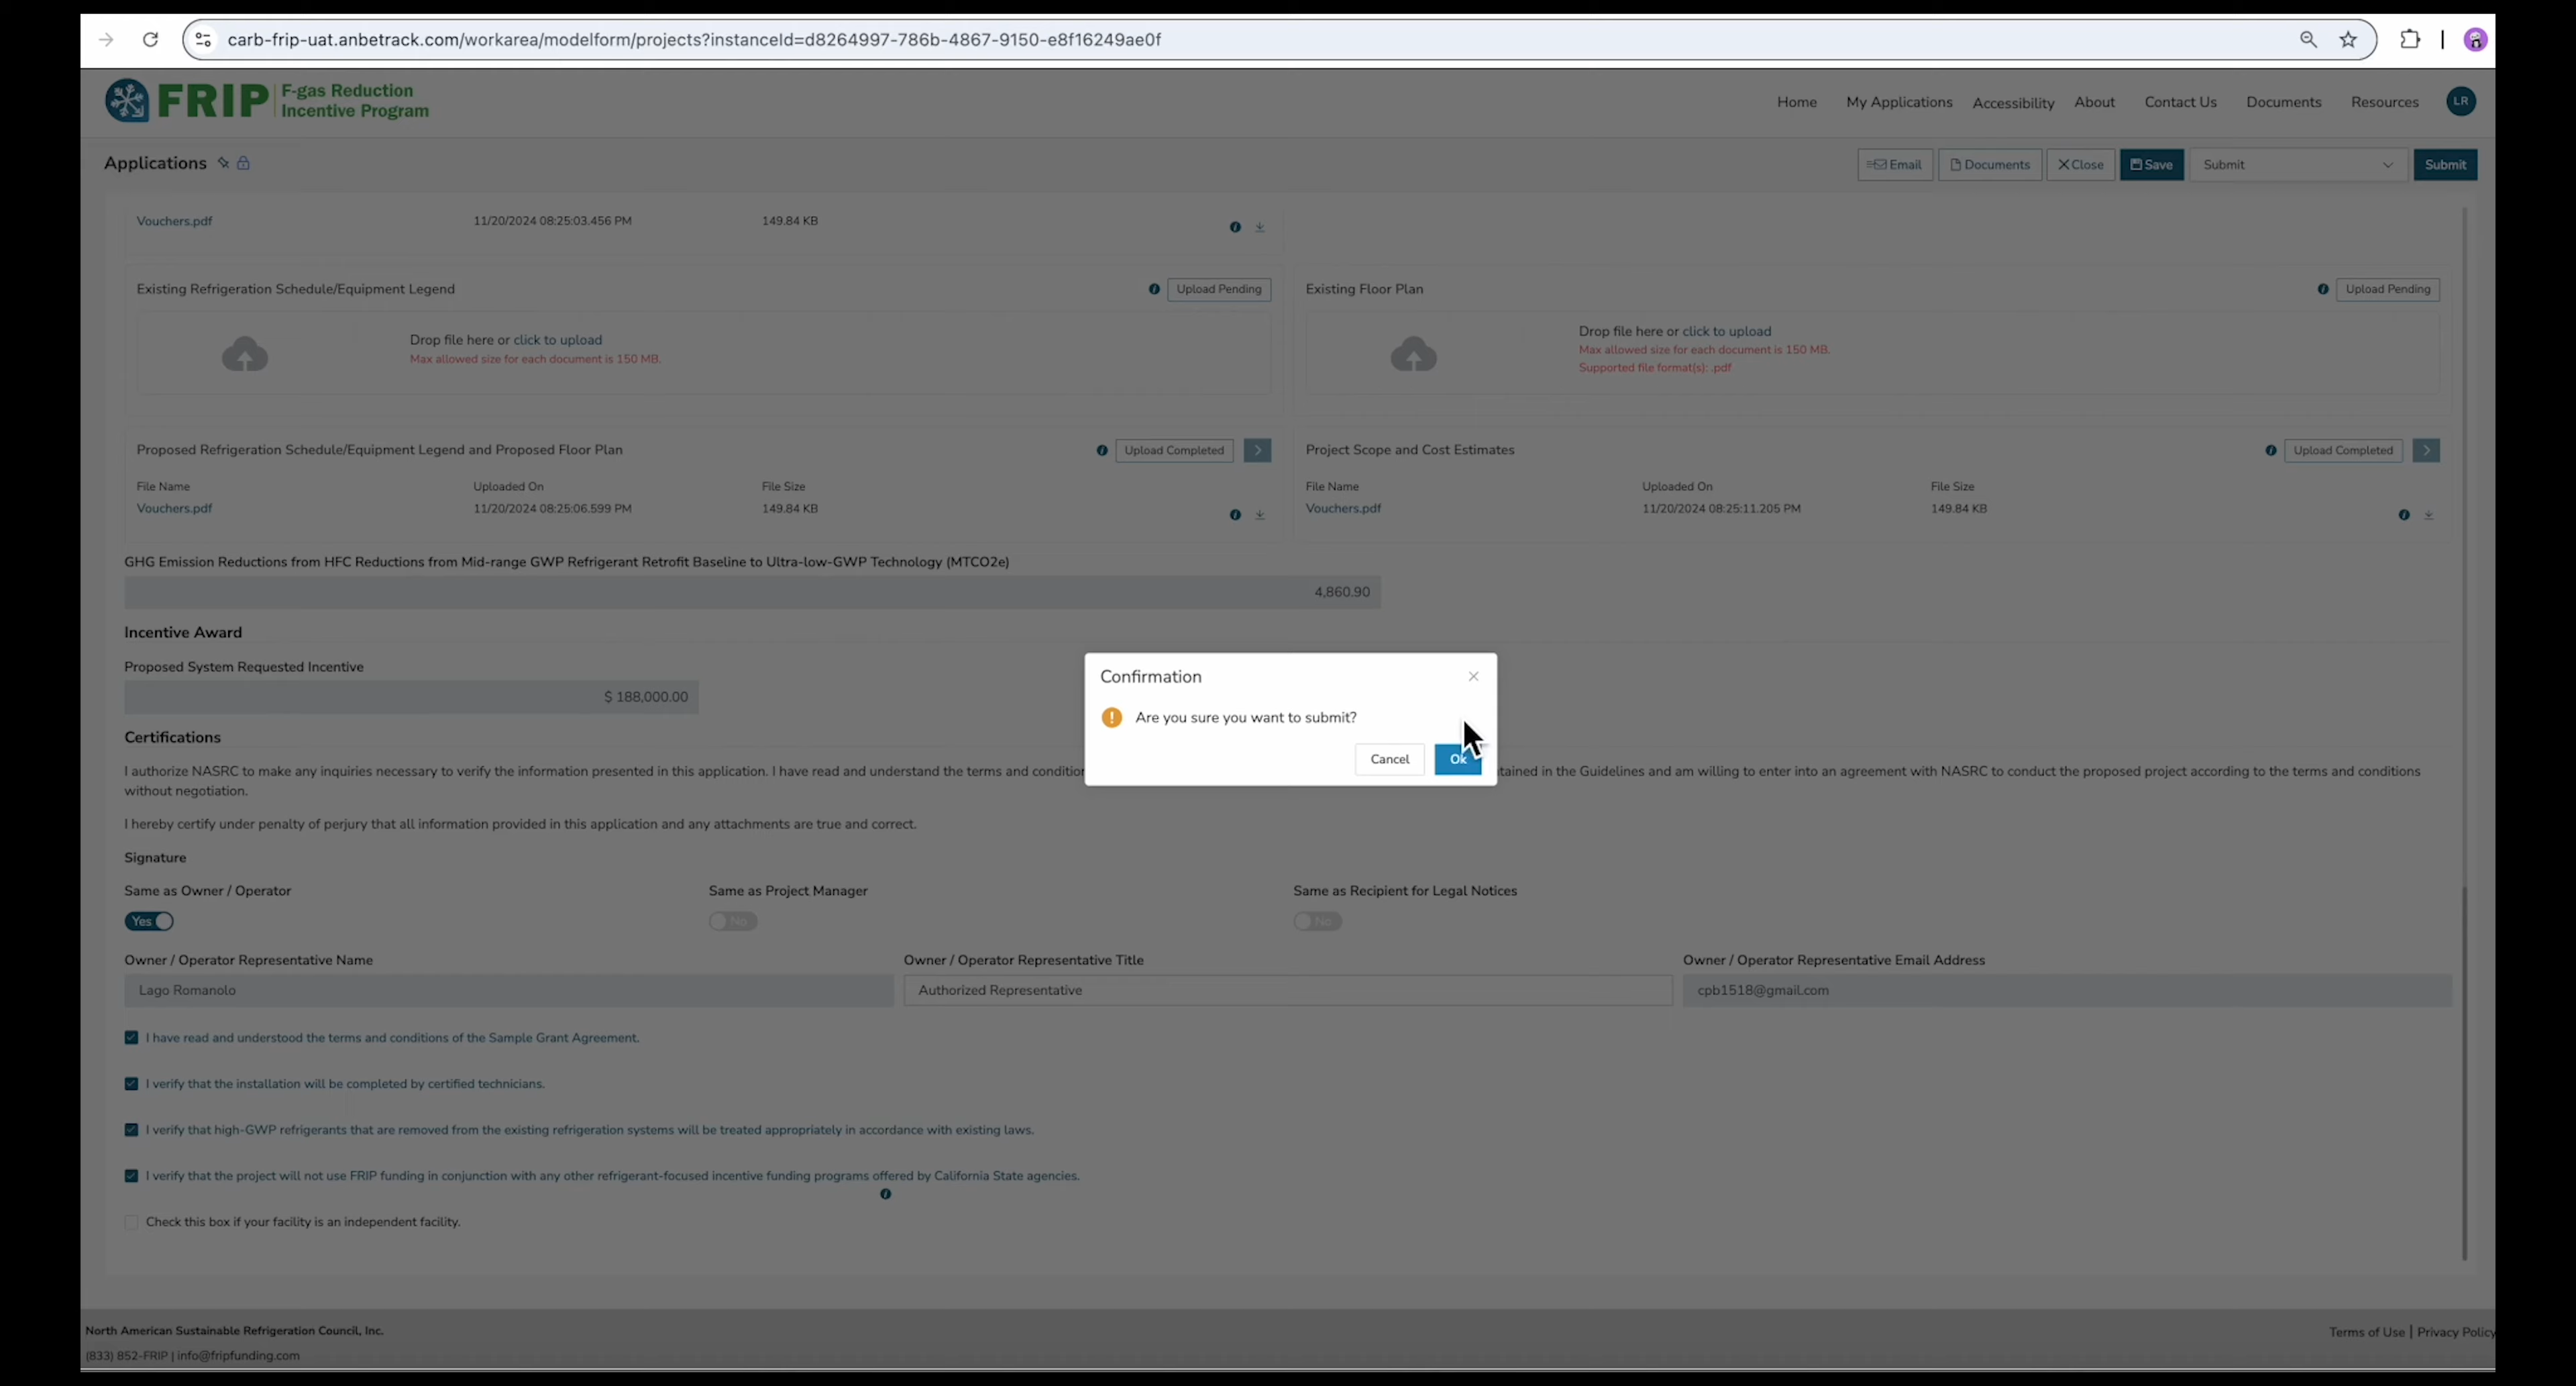 carb-frip-uat.anbetrack.com/workarea/modelform/projects?instanceId=d8264997-786b-4867-9150-e8f16249ae0f
FRIP F-gas Reduction Incentive Program
Home My Applications Accessibility About Contact Us Documents Resources LR
Applications Email Documents Close Save Submit Submit
Vouchers.pdf 11/20/2024 08:25:03.456 PM 149.84 KB
Existing Refrigeration Schedule/Equipment Legend Upload Pending
Drop file here or click to upload
Max allowed size for each document is 150 MB.
Existing Floor Plan Upload Pending
Drop file here or click to upload
Max allowed size for each document is 150 MB.
Supported file format(s): .pdf
Proposed Refrigeration Schedule/Equipment Legend and Proposed Floor Plan Upload Completed
File Name Uploaded On File Size
Vouchers.pdf 11/20/2024 08:25:06.599 PM 149.84 KB
Project Scope and Cost Estimates Upload Completed
File Name Uploaded On File Size
Vouchers.pdf 11/20/2024 08:25:11.205 PM 149.84 KB
GHG Emission Reductions from HFC Reductions from Mid-range GWP Refrigerant Retrofit Baseline to Ultra-low-GWP Technology (MTCO2e)
4,860.90
Incentive Award
Proposed System Requested Incentive
$ 188,000.00
Confirmation
Are you sure you want to submit?
Cancel Ok
Certifications
I authorize NASRC to make any inquiries necessary to verify the information presented in this application. I have read and understand the terms and condition tained in the Guidelines and am willing to enter into an agreement with NASRC to conduct the proposed project according to the terms and conditions
without negotiation.
I hereby certify under penalty of perjury that all information provided in this application and any attachments are true and correct.
Signature
Same as Owner / Operator Same as Project Manager Same as Recipient for Legal Notices
Yes No No
Owner / Operator Representative Name Owner / Operator Representative Title Owner / Operator Representative Email Address
Lago Romanolo Authorized Representative cpb1518@gmail.com
I have read and understood the terms and conditions of the Sample Grant Agreement.
I verify that the installation will be completed by certified technicians.
I verify that high-GWP refrigerants that are removed from the existing refrigeration systems will be treated appropriately in accordance with existing laws.
I verify that the project will not use FRIP funding in conjunction with any other refrigerant-focused incentive funding programs offered by California State agencies.
Check this box if your facility is an independent facility.
North American Sustainable Refrigeration Council, Inc. Terms of Use | Privacy Policy
(833) 852-FRIP | info@fripfunding.com